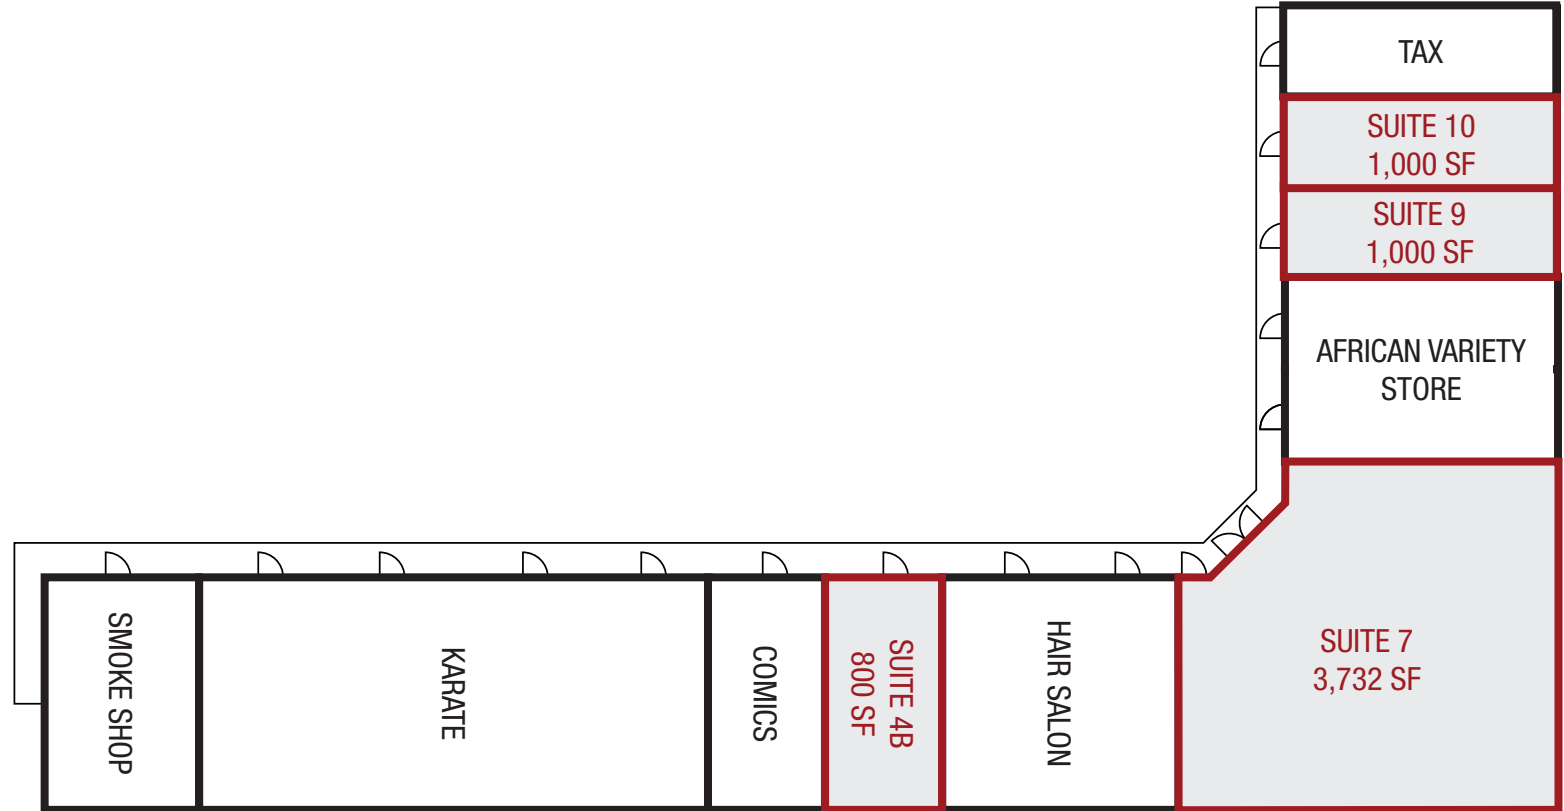 TAX
SUITE 10
1,000 SF
SUITE 9
1,000 SF
AFRICAN VARIETY
STORE
SUITE 7
3,732 SF
SMOKE SHOP
KARATE
COMICS
SUITE 4B
800 SF
HAIR SALON